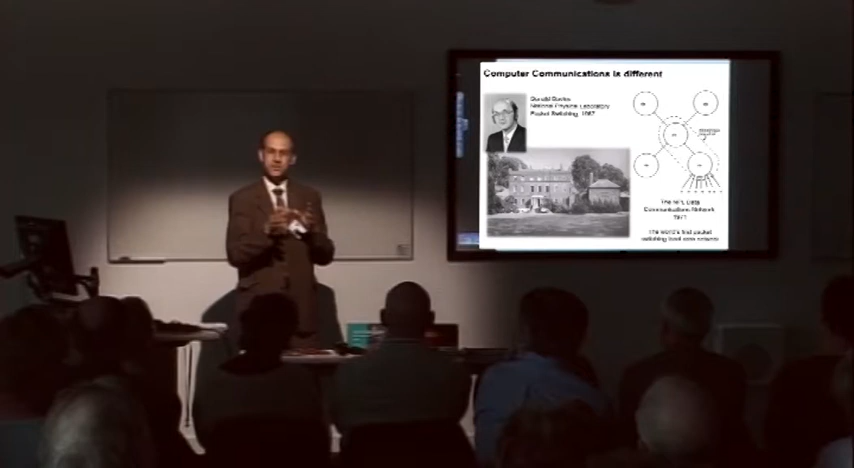 Computer Communications is different
Donald Davies
National Physical Laboratory
Packet Switching, 1967
The NPL Data
Communications Network
1971
The world's first packet
switching local area network